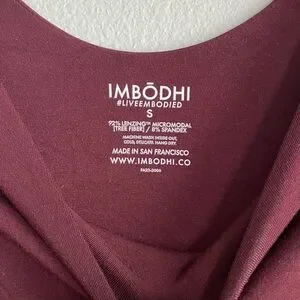 IMBŌDHI
#LIVEEMBODIED
S
92% LENZING™ MICROMODAL
[TREE FIBER] / 8% SPANDEX
MACHINE WASH INSIDE OUT,
COLD, DELICATE. HANG DRY.
MADE IN SAN FRANCISCO
WWW.IMBODHI.CO